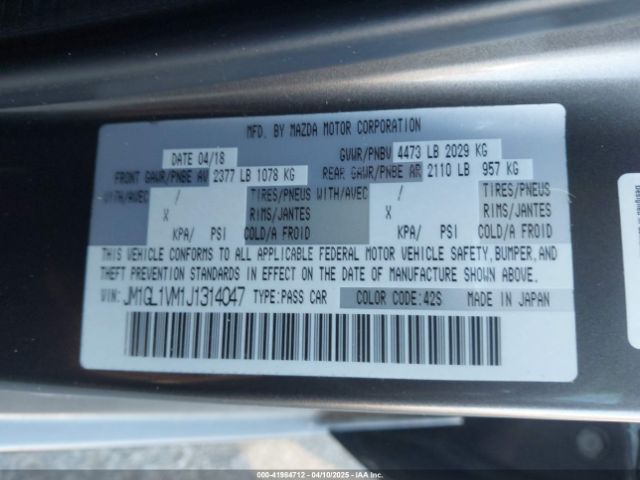 MFD. BY MAZDA MOTOR CORPORATION
DATE 04/18 GVWR/PNBV 4473 LB 2029 KG
FRONT GAWR/PNBE AV 2377 LB 1078 KG REAR GAWR/PNBE AR 2110 LB 957 KG
WITH/AVEC / TIRES/PNEUS WITH/AVEC / TIRES/PNEUS
X RIMS/JANTES X RIMS/JANTES
KPA/ PSI COLD/A FROID KPA/ PSI COLD/A FROID
THIS VEHICLE CONFORMS TO ALL APPLICABLE FEDERAL MOTOR VEHICLE SAFETY, BUMPER, AND
THEFT PREVENTION STANDARDS IN EFFECT ON THE DATE OF MANUFACTURE SHOWN ABOVE.
VIN: JM1GL1VM1J1314047 TYPE:PASS CAR COLOR CODE:42S MADE IN JAPAN
000-41984712 - 04/10/2025 - IAAI.COM